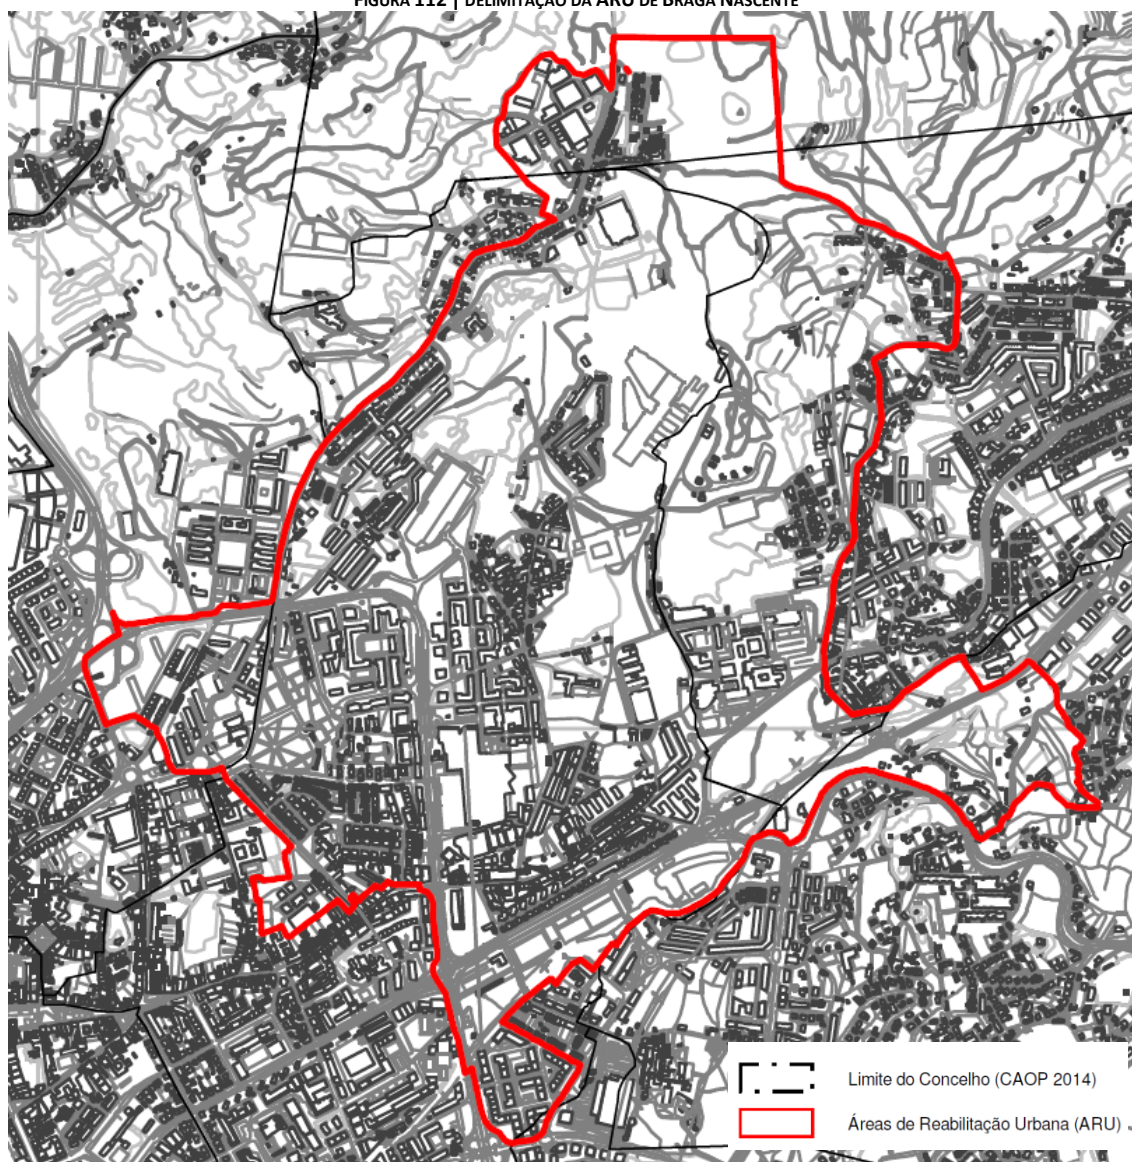 FIGURA 112 | DELIMITAÇÃO DA ARU DE BRAGA NASCENTE
Limite do Concelho (CAOP 2014)
Áreas de Reabilitação Urbana (ARU)